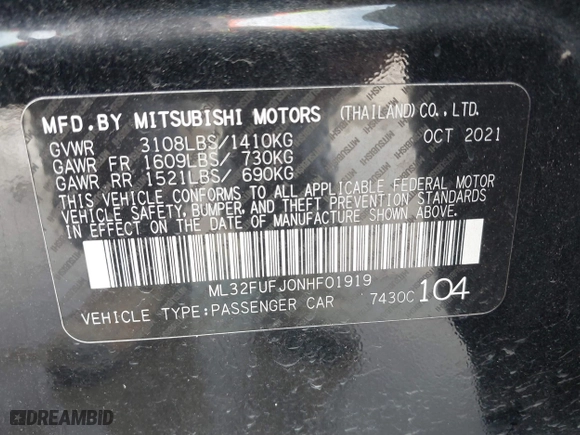 MFD.BY MITSUBISHI MOTORS (THAILAND)CO.,LTD.
GVWR 3108LBS/1410KG OCT 2021
GAWR FR 1609LBS/ 730KG
GAWR RR 1521LBS/ 690KG
THIS VEHICLE CONFORMS TO ALL APPLICABLE FEDERAL MOTOR
VEHICLE SAFETY, BUMPER, AND THEFT PREVENTION STANDARDS
IN EFFECT ON THE DATE OF MANUFACTURE SHOWN ABOVE.
ML32FUFJ0NHF01919
VEHICLE TYPE:PASSENGER CAR 7430C 104
DREAMBID